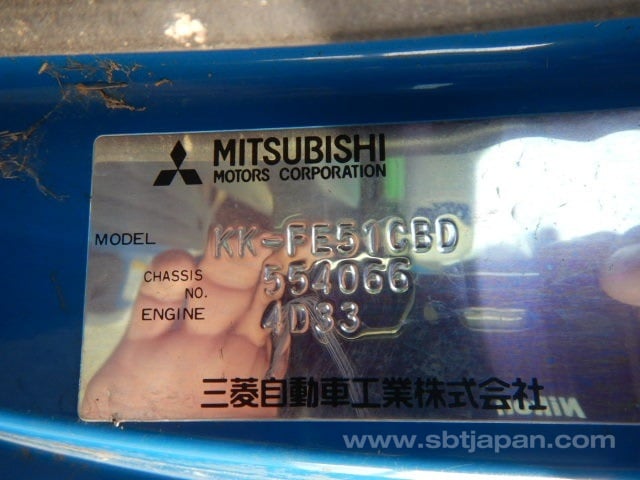 MITSUBISHI
MOTORS CORPORATION
MODEL KK-FE51CBD
CHASSIS NO. 554066
ENGINE 4D33
三菱自動車工業株式会社
www.sbtjapan.com